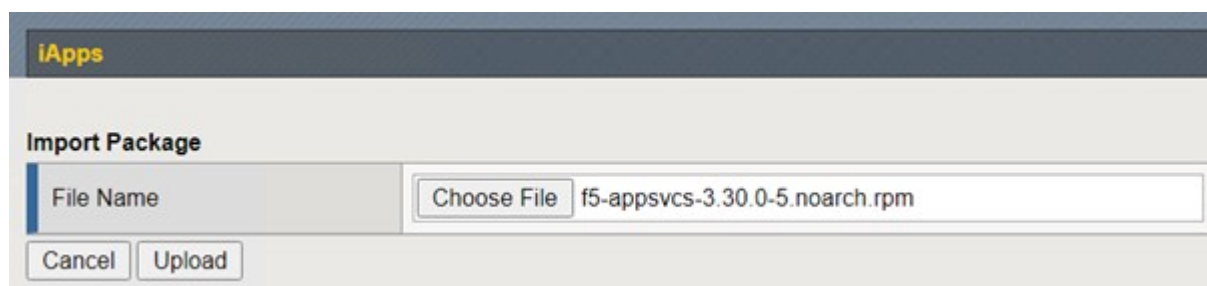 iApps
Import Package
File Name Choose File f5-appsvcs-3.30.0-5.noarch.rpm
Cancel Upload